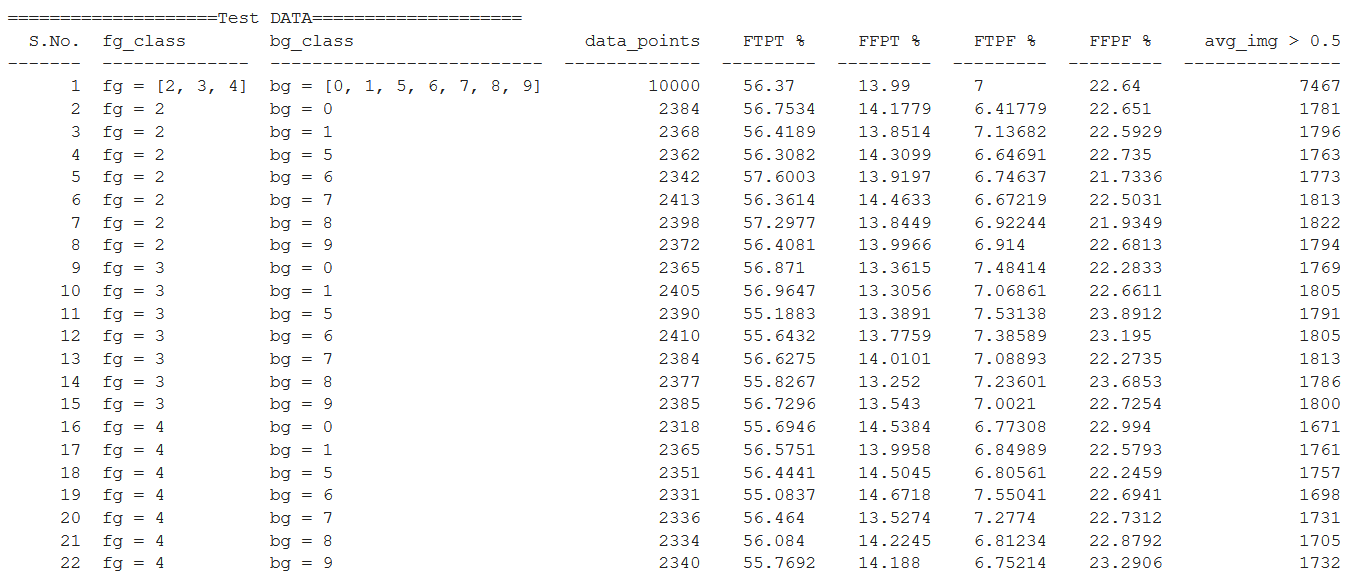 ====================Test DATA====================
S.No. fg_class bg_class data_points FTPT % FFPT % FTPF % FFPF % avg_img > 0.5
------- -------------- -------------------------- ------------- --------- --------- --------- --------- ---------------
1 fg = [2, 3, 4] bg = [0, 1, 5, 6, 7, 8, 9] 10000 56.37 13.99 7 22.64 7467
2 fg = 2 bg = 0 2384 56.7534 14.1779 6.41779 22.651 1781
3 fg = 2 bg = 1 2368 56.4189 13.8514 7.13682 22.5929 1796
4 fg = 2 bg = 5 2362 56.3082 14.3099 6.64691 22.735 1763
5 fg = 2 bg = 6 2342 57.6003 13.9197 6.74637 21.7336 1773
6 fg = 2 bg = 7 2413 56.3614 14.4633 6.67219 22.5031 1813
7 fg = 2 bg = 8 2398 57.2977 13.8449 6.92244 21.9349 1822
8 fg = 2 bg = 9 2372 56.4081 13.9966 6.914 22.6813 1794
9 fg = 3 bg = 0 2365 56.871 13.3615 7.48414 22.2833 1769
10 fg = 3 bg = 1 2405 56.9647 13.3056 7.06861 22.6611 1805
11 fg = 3 bg = 5 2390 55.1883 13.3891 7.53138 23.8912 1791
12 fg = 3 bg = 6 2410 55.6432 13.7759 7.38589 23.195 1805
13 fg = 3 bg = 7 2384 56.6275 14.0101 7.08893 22.2735 1813
14 fg = 3 bg = 8 2377 55.8267 13.252 7.23601 23.6853 1786
15 fg = 3 bg = 9 2385 56.7296 13.543 7.0021 22.7254 1800
16 fg = 4 bg = 0 2318 55.6946 14.5384 6.77308 22.994 1671
17 fg = 4 bg = 1 2365 56.5751 13.9958 6.84989 22.5793 1761
18 fg = 4 bg = 5 2351 56.4441 14.5045 6.80561 22.2459 1757
19 fg = 4 bg = 6 2331 55.0837 14.6718 7.55041 22.6941 1698
20 fg = 4 bg = 7 2336 56.464 13.5274 7.2774 22.7312 1731
21 fg = 4 bg = 8 2334 56.084 14.2245 6.81234 22.8792 1705
22 fg = 4 bg = 9 2340 55.7692 14.188 6.75214 23.2906 1732